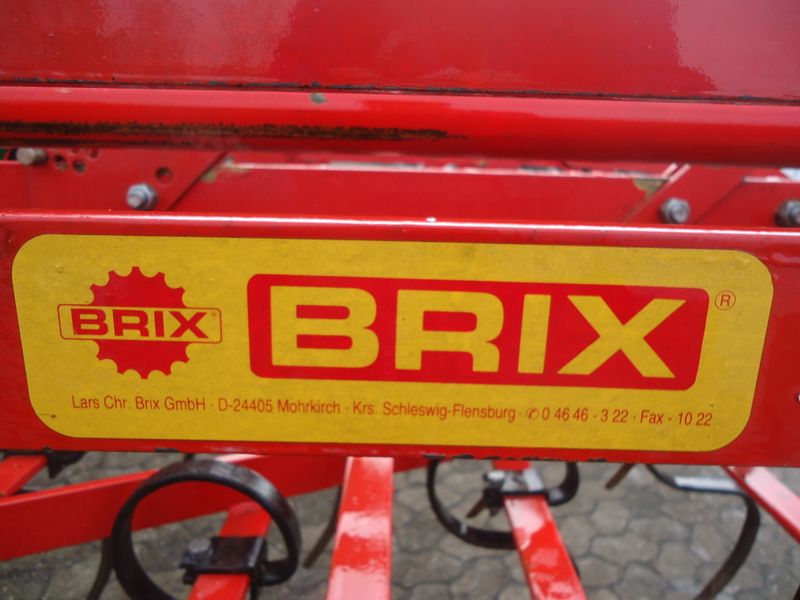 BRIX
BRIX ®
Lars Chr. Brix GmbH · D-24405 Mohrkirch · Krs. Schleswig-Flensburg · ✆ 0 46 46 - 3 22 · Fax - 10 22